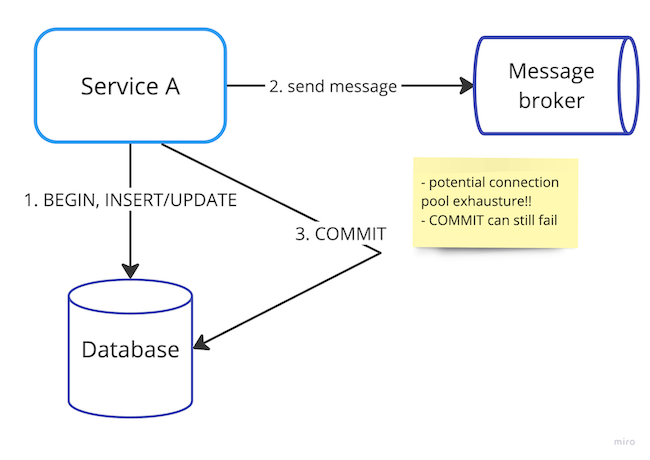 Service A
2. send message
Message
broker
1. BEGIN, INSERT/UPDATE
- potential connection
pool exhausture!!
- COMMIT can still fail
3. COMMIT
Database
miro